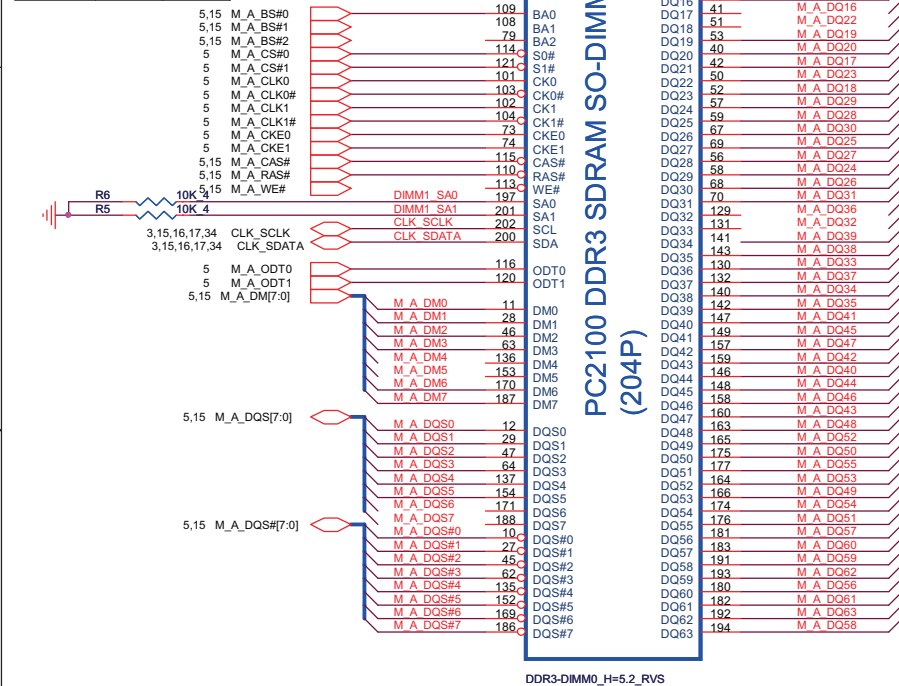 5,15 M_A_BS#0 109 BA0
5,15 M_A_BS#1 108 BA1
5,15 M_A_BS#2 79 BA2
5 M_A_CS#0 114 S0#
5 M_A_CS#1 121 S1#
5 M_A_CLK0 101 CK0
5 M_A_CLK0# 103 CK0#
5 M_A_CLK1 102 CK1
5 M_A_CLK1# 104 CK1#
5 M_A_CKE0 73 CKE0
5 M_A_CKE1 74 CKE1
5,15 M_A_CAS# 115 CAS#
5,15 M_A_RAS# 110 RAS#
5,15 M_A_WE# 113 WE#
R6 10K_4 DIMM1_SA0 197 SA0
R5 10K_4 DIMM1_SA1 201 SA1
3,15,16,17,34 CLK_SCLK CLK_SCLK 202 SCL
3,15,16,17,34 CLK_SDATA CLK_SDATA 200 SDA
5 M_A_ODT0 116 ODT0
5 M_A_ODT1 120 ODT1
5,15 M_A_DM[7:0]
M_A_DM0 11 DM0
M_A_DM1 28 DM1
M_A_DM2 46 DM2
M_A_DM3 63 DM3
M_A_DM4 136 DM4
M_A_DM5 153 DM5
M_A_DM6 170 DM6
M_A_DM7 187 DM7
5,15 M_A_DQS[7:0]
M_A_DQS0 12 DQS0
M_A_DQS1 29 DQS1
M_A_DQS2 47 DQS2
M_A_DQS3 64 DQS3
M_A_DQS4 137 DQS4
M_A_DQS5 154 DQS5
M_A_DQS6 171 DQS6
M_A_DQS7 188 DQS7
5,15 M_A_DQS#[7:0]
M_A_DQS#0 10 DQS#0
M_A_DQS#1 27 DQS#1
M_A_DQS#2 45 DQS#2
M_A_DQS#3 62 DQS#3
M_A_DQS#4 135 DQS#4
M_A_DQS#5 152 DQS#5
M_A_DQS#6 169 DQS#6
M_A_DQS#7 186 DQS#7
PC2100 DDR3 SDRAM SO-DIMM
(204P)
DQ16
DQ17 41 M_A_DQ16
DQ18 51 M_A_DQ22
DQ19 53 M_A_DQ19
DQ20 40 M_A_DQ20
DQ21 42 M_A_DQ17
DQ22 50 M_A_DQ23
DQ23 52 M_A_DQ18
DQ24 57 M_A_DQ29
DQ25 59 M_A_DQ28
DQ26 67 M_A_DQ30
DQ27 69 M_A_DQ25
DQ28 56 M_A_DQ27
DQ29 58 M_A_DQ24
DQ30 68 M_A_DQ26
DQ31 70 M_A_DQ31
DQ32 129 M_A_DQ36
DQ33 131 M_A_DQ32
DQ34 141 M_A_DQ39
DQ35 143 M_A_DQ38
DQ36 130 M_A_DQ33
DQ37 132 M_A_DQ37
DQ38 140 M_A_DQ34
DQ39 142 M_A_DQ35
DQ40 147 M_A_DQ41
DQ41 149 M_A_DQ45
DQ42 157 M_A_DQ47
DQ43 159 M_A_DQ42
DQ44 146 M_A_DQ40
DQ45 148 M_A_DQ44
DQ46 158 M_A_DQ46
DQ47 160 M_A_DQ43
DQ48 163 M_A_DQ48
DQ49 165 M_A_DQ52
DQ50 175 M_A_DQ50
DQ51 177 M_A_DQ55
DQ52 164 M_A_DQ53
DQ53 166 M_A_DQ49
DQ54 174 M_A_DQ54
DQ55 176 M_A_DQ51
DQ56 181 M_A_DQ57
DQ57 183 M_A_DQ60
DQ58 191 M_A_DQ59
DQ59 193 M_A_DQ62
DQ60 180 M_A_DQ56
DQ61 182 M_A_DQ61
DQ62 192 M_A_DQ63
DQ63 194 M_A_DQ58
DDR3-DIMM0_H=5.2_RVS